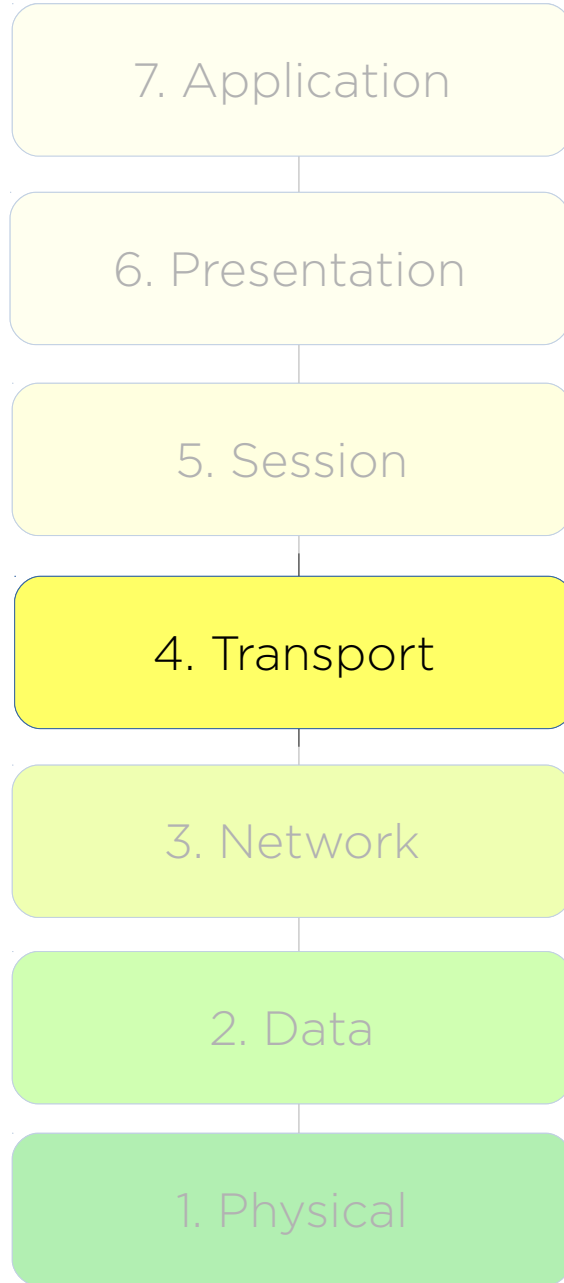 7. Application
6. Presentation
5. Session
4. Transport
3. Network
2. Data
1. Physical